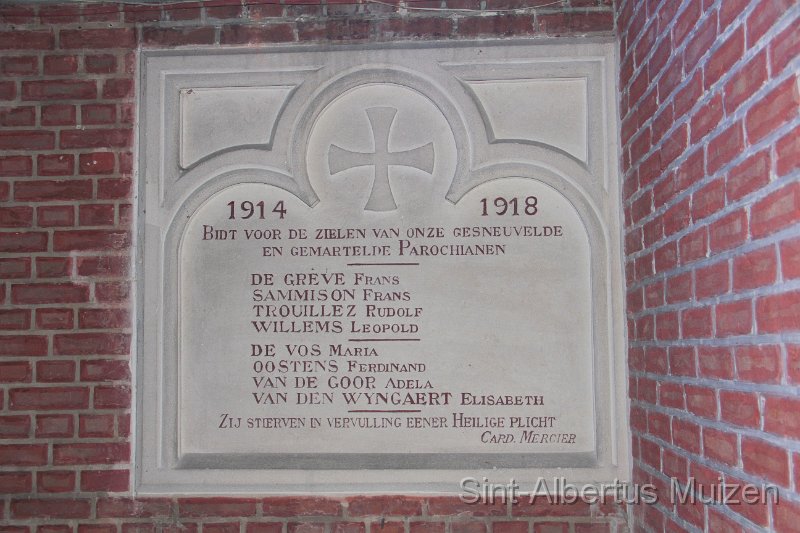 1914 1918
BIDT VOOR DE ZIELEN VAN ONZE GESNEUVELDE
EN GEMARTELDE PAROCHIANEN
DE GRÈVE FRANS
SAMMISON FRANS
TROUILLEZ RUDOLF
WILLEMS LEOPOLD
DE VOS MARIA
OOSTENS FERDINAND
VAN DE GOOR ADELA
VAN DEN WYNGAERT ELISABETH
ZIJ STIERVEN IN VERVULLING EENER HEILIGE PLICHT
CARD. MERCIER
Sint-Albertus Muizen